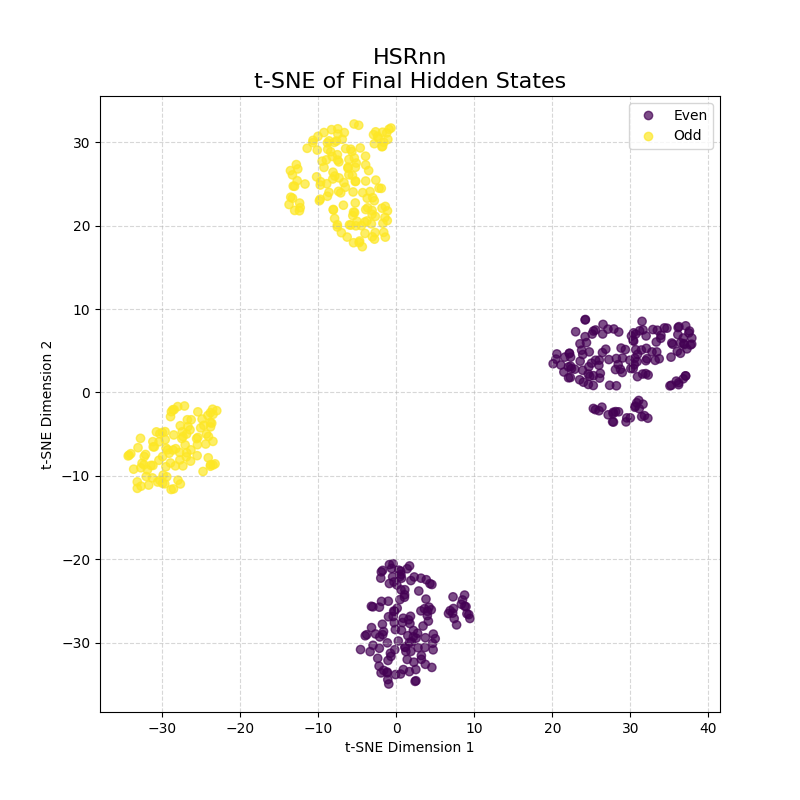 HSRnn
t-SNE of Final Hidden States
Even
Odd
30
20
10
0
−10
−20
−30
t-SNE Dimension 2
−30 −20 −10 0 10 20 30 40
t-SNE Dimension 1